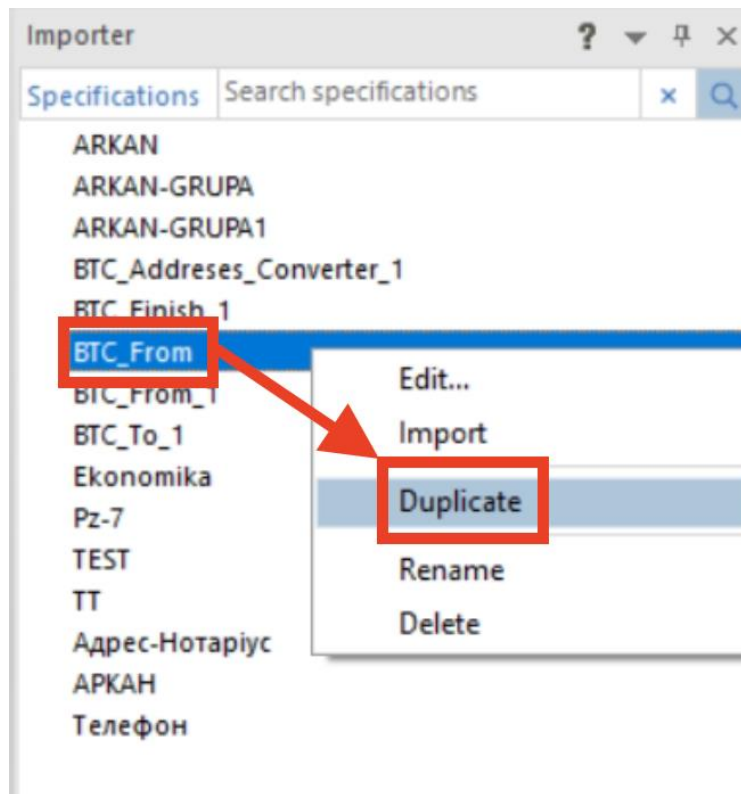 Importer ?
Specifications Search specifications
ARKAN
ARKAN-GRUPA
ARKAN-GRUPA1
BTC_Addreses_Converter_1
BTC_Finish_1
BTC_From
BTC_From_1
BTC_To_1
Ekonomika
Pz-7
TEST
TT
Адрес-Нотаріус
АРКАН
Телефон
Edit...
Import
Duplicate
Rename
Delete